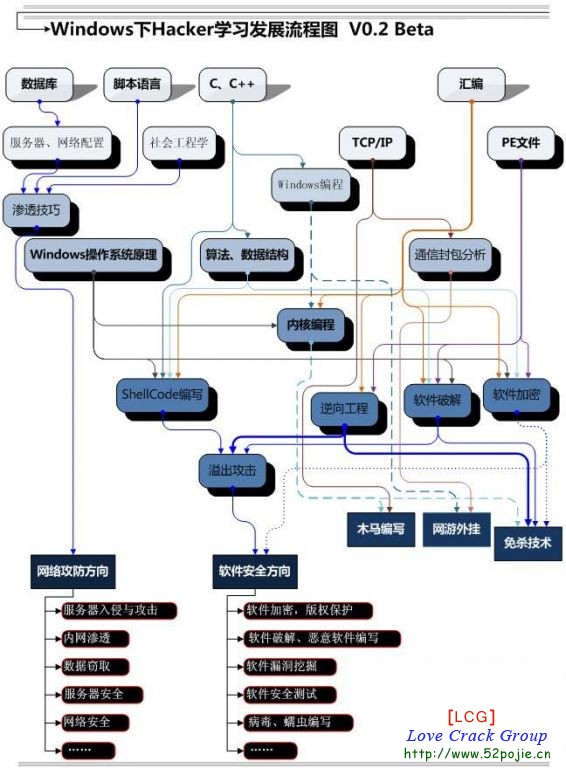 Windows下Hacker学习发展流程图 V0.2 Beta
数据库
脚本语言
C、C++
汇编
服务器、网络配置
社会工程学
TCP/IP
PE文件
Windows编程
渗透技巧
Windows操作系统原理
算法、数据结构
通信封包分析
内核编程
ShellCode编写
逆向工程
软件破解
软件加密
溢出攻击
木马编写
网游外挂
免杀技术
网络攻防方向
软件安全方向
服务器入侵与攻击
软件加密，版权保护
内网渗透
软件破解、恶意软件编写
数据窃取
软件漏洞挖掘
服务器安全
软件安全测试
网络安全
病毒、蠕虫编写
……
……
[LCG]
Love Crack Group
http://www.52pojie.cn